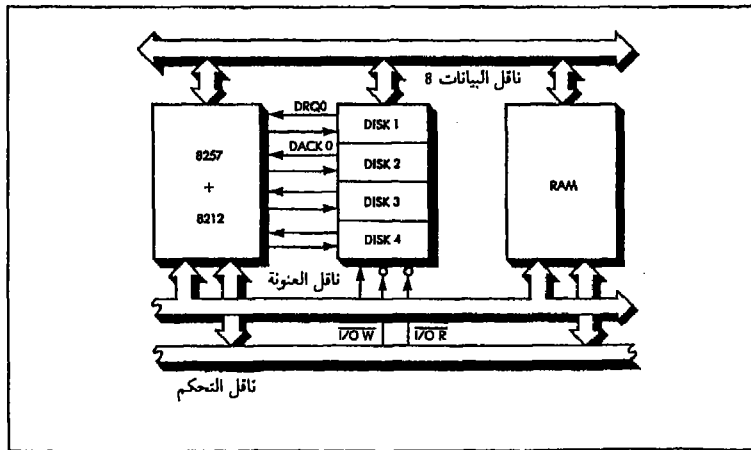 ناقل البيانات 8
DRQ0
DISK 1
8257
+
8212
DACK 0
DISK 2
RAM
DISK 3
DISK 4
ناقل العنونة
I/O W
I/O R
ناقل التحكم